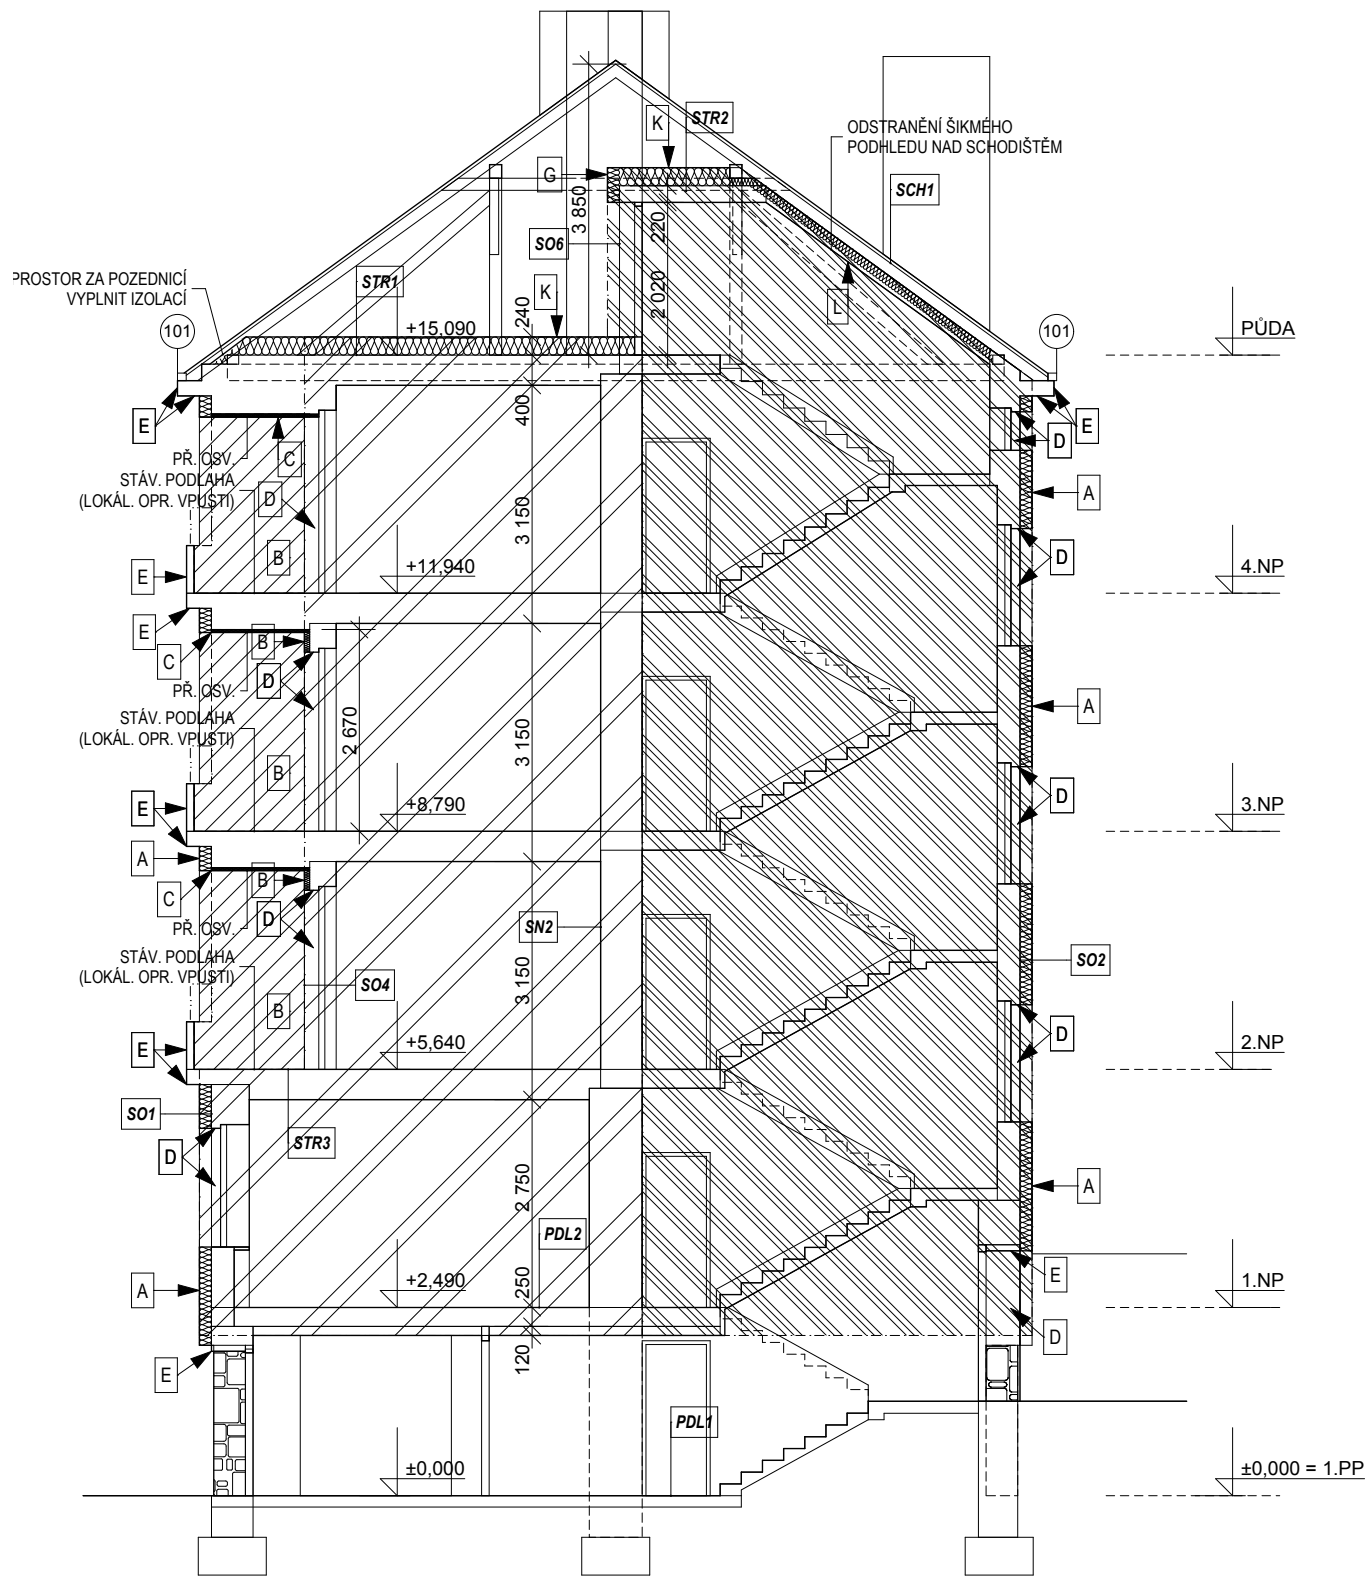 K
STR2
ODSTRANĚNÍ ŠIKMÉHO
PODHLEDU NAD SCHODIŠTĚM
G
3 850
SCH1
220
SO6
PROSTOR ZA POZEDNICÍ
VYPLNIT IZOLACÍ
STR1
K
2 020
L
240
101
+15,090
101
PŮDA
E
400
E
D
PŘ. OSV.
C
STÁV. PODLAHA
(LOKÁL. OPR. VPUSTI)
D
A
3 150
B
D
E
+11,940
4.NP
E
B
C
D
PŘ. OSV.
STÁV. PODLAHA
(LOKÁL. OPR. VPUSTI)
2 670
3 150
A
B
D
E
+8,790
3.NP
A
B
C
D
PŘ. OSV.
SN2
STÁV. PODLAHA
(LOKÁL. OPR. VPUSTI)
SO4
3 150
SO2
B
D
E
+5,640
2.NP
SO1
STR3
D
2 750
A
PDL2
A
+2,490
250
E
1.NP
D
120
E
PDL1
±0,000
±0,000 = 1.PP